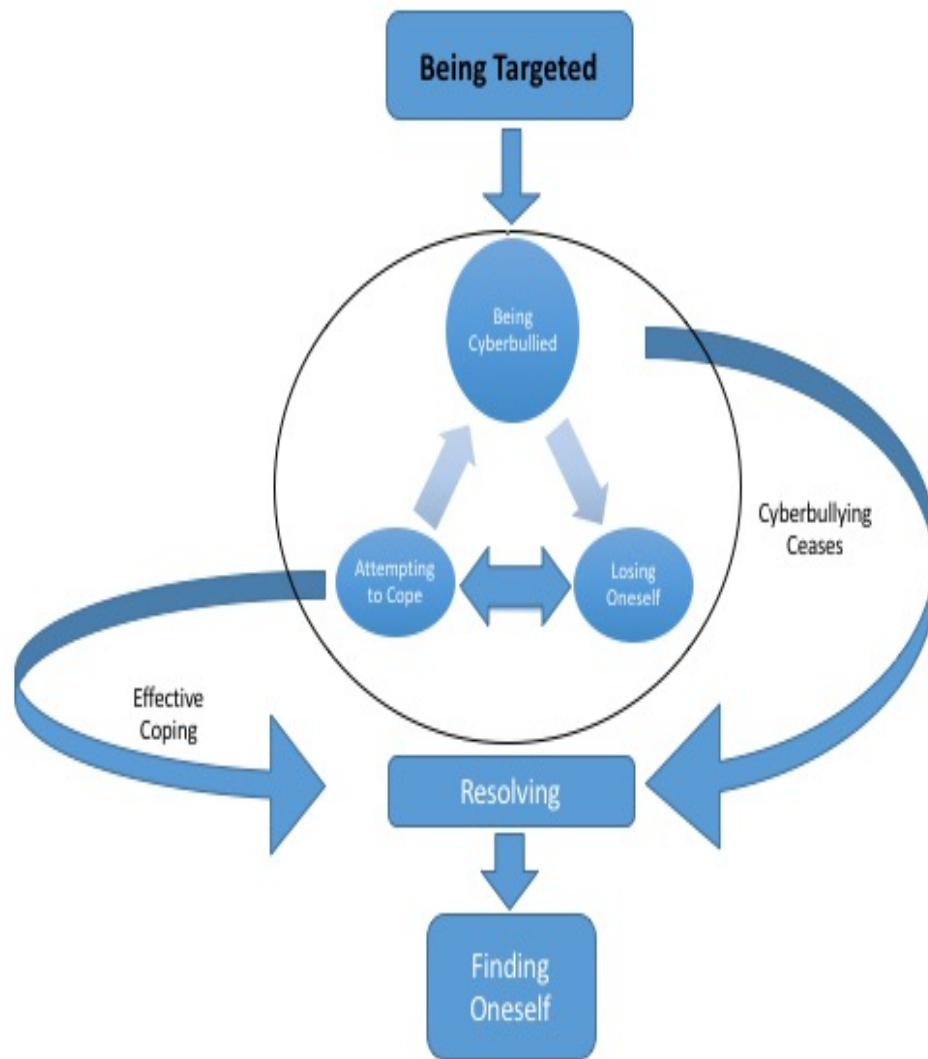 Being Targeted
Being
Cyberbullied
Attempting
to Cope
Losing
Oneself
Cyberbullying
Ceases
Effective
Coping
Resolving
Finding
Oneself